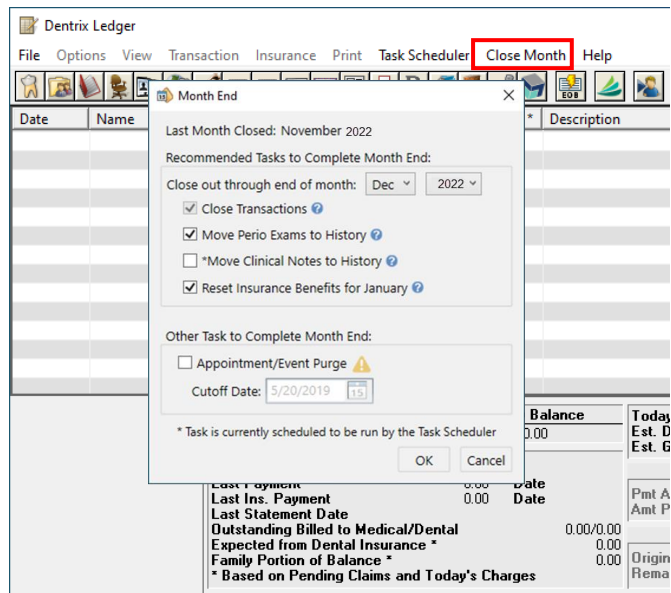 Dentrix Ledger
File Options View Transaction Insurance Print Task Scheduler Close Month Help
EOB
Date Name * Description
Month End
Last Month Closed: November 2022
Recommended Tasks to Complete Month End:
Close out through end of month: Dec 2022
Close Transactions
Move Perio Exams to History
*Move Clinical Notes to History
Reset Insurance Benefits for January
Other Task to Complete Month End:
Appointment/Event Purge
Cutoff Date: 5/20/2019 15
* Task is currently scheduled to be run by the Task Scheduler
OK Cancel
Balance Today
0.00 Est. D
Est. G
Last Payment 0.00 Date
Last Ins. Payment 0.00 Date Pmt A
Last Statement Date Amt P
Outstanding Billed to Medical/Dental 0.00/0.00
Expected from Dental Insurance * 0.00
Family Portion of Balance * 0.00 Origin
* Based on Pending Claims and Today's Charges Rema